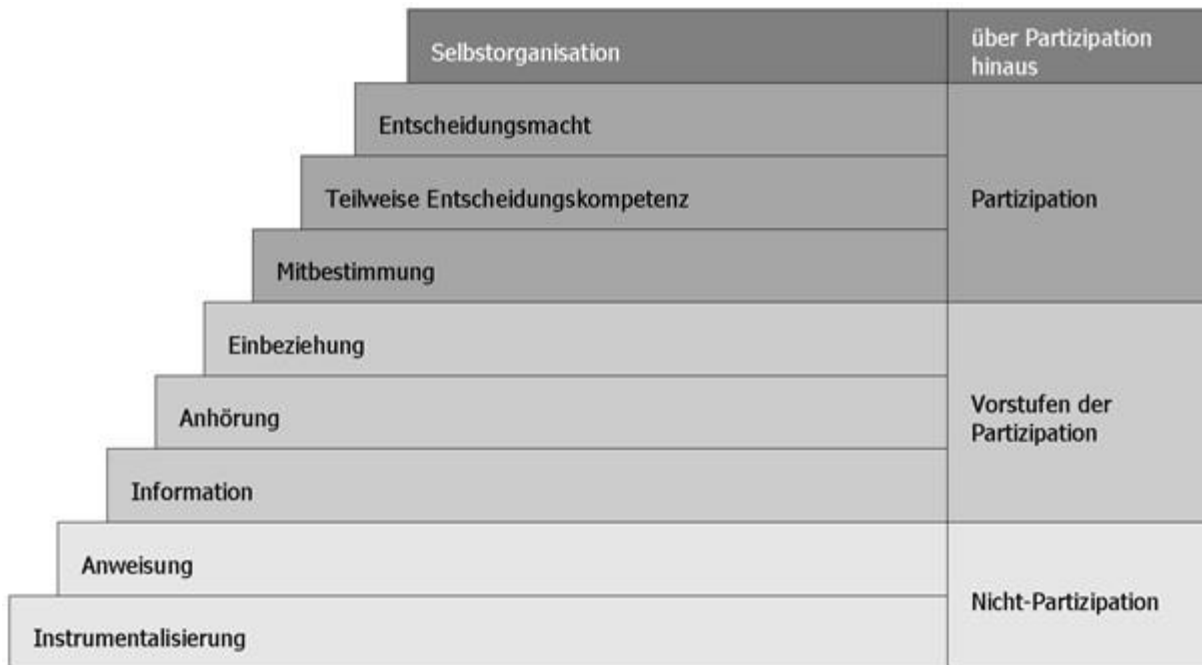 Selbstorganisation
über Partizipation
hinaus
Entscheidungsmacht
Teilweise Entscheidungskompetenz
Partizipation
Mitbestimmung
Einbeziehung
Anhörung
Vorstufen der
Partizipation
Information
Anweisung
Nicht-Partizipation
Instrumentalisierung